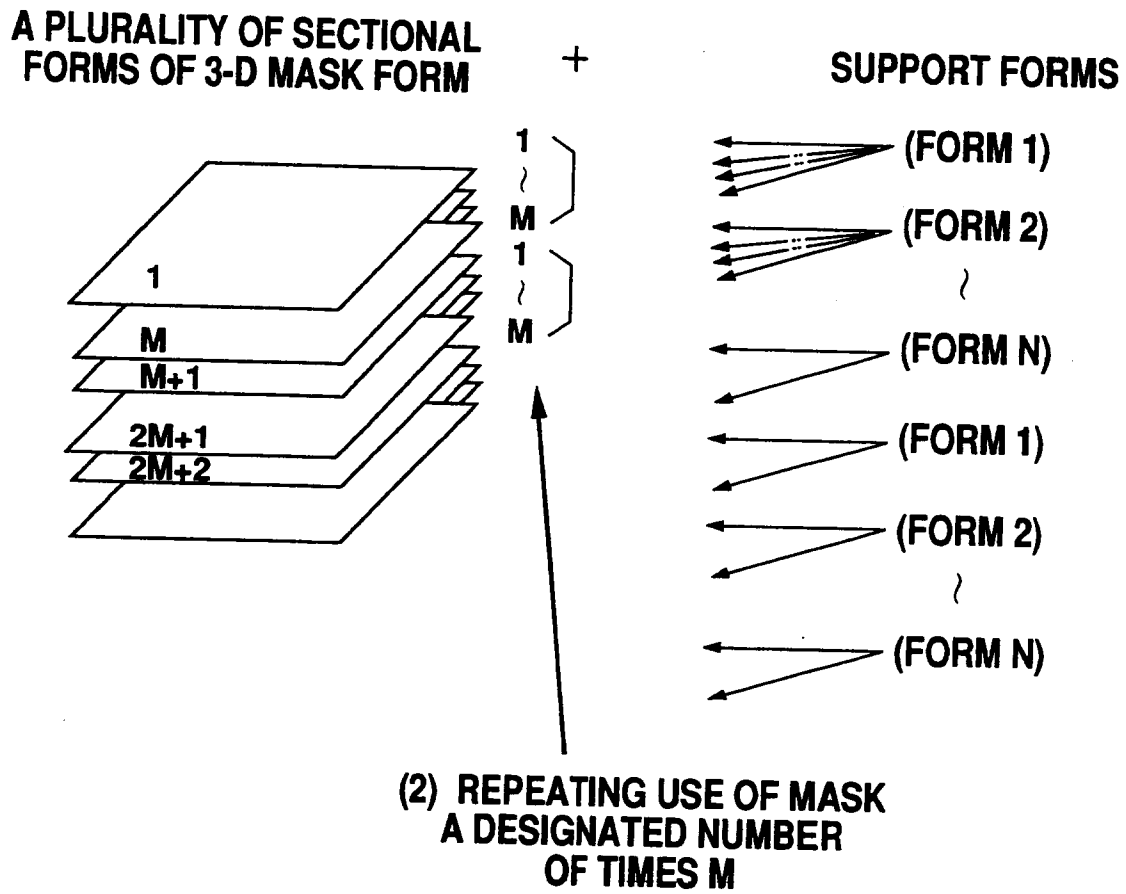 A PLURALITY OF SECTIONAL
FORMS OF 3-D MASK FORM
+
SUPPORT FORMS
1
~
M
1
~
M
1
M
M+1
2M+1
2M+2
(FORM 1)
(FORM 2)
~
(FORM N)
(FORM 1)
(FORM 2)
~
(FORM N)
(2) REPEATING USE OF MASK
A DESIGNATED NUMBER
OF TIMES M